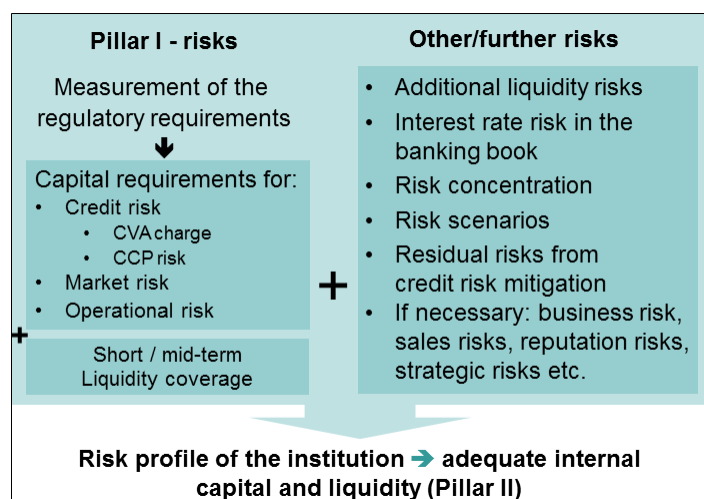 Pillar I - risks
Measurement of the
regulatory requirements
Capital requirements for:
• Credit risk
• CVA charge
• CCP risk
• Market risk
• Operational risk
+
Short / mid-term
Liquidity coverage
+
Other/further risks
• Additional liquidity risks
• Interest rate risk in the
banking book
• Risk concentration
• Risk scenarios
• Residual risks from
credit risk mitigation
• If necessary: business risk,
sales risks, reputation risks,
strategic risks etc.
Risk profile of the institution ➔ adequate internal
capital and liquidity (Pillar II)